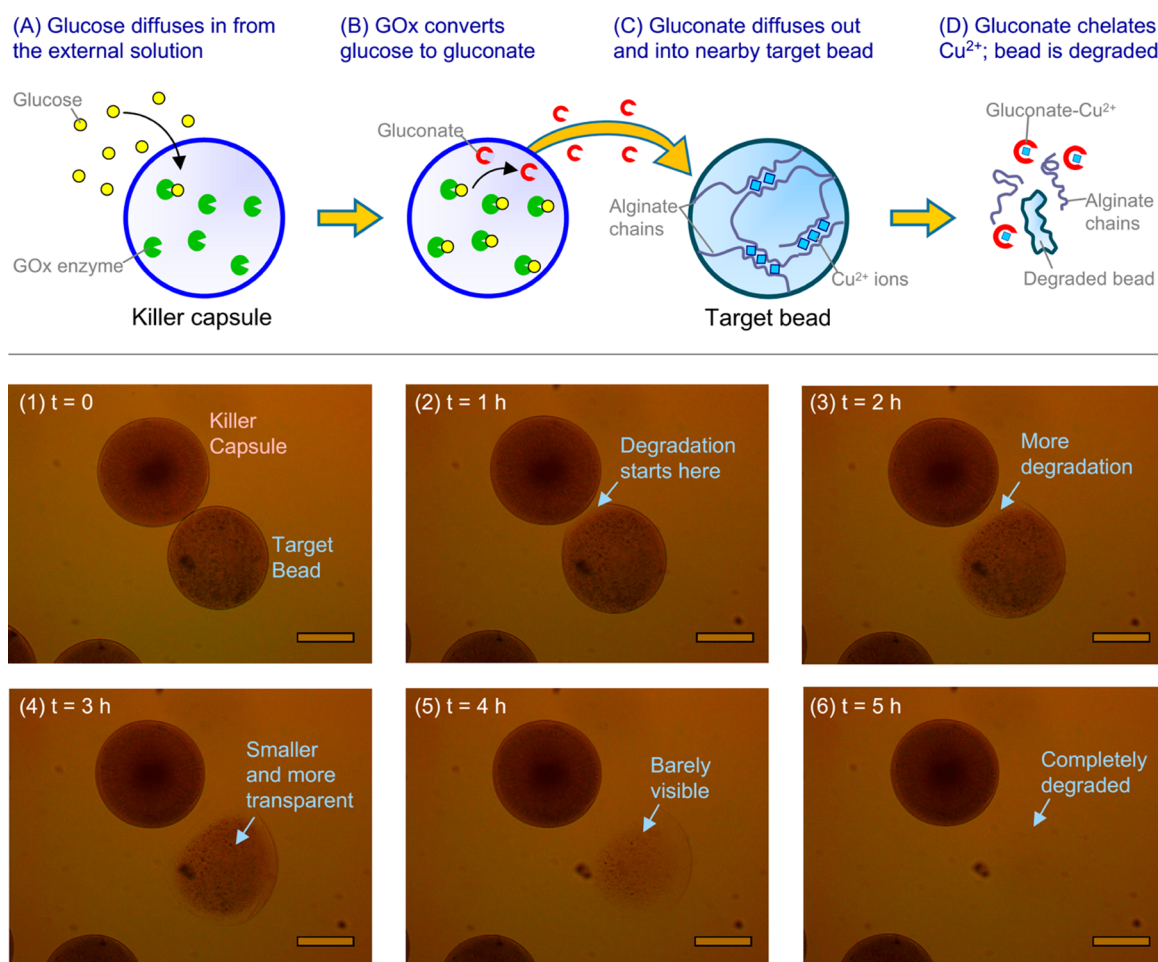 (A) Glucose diffuses in from
the external solution
(B) GOx converts
glucose to gluconate
(C) Gluconate diffuses out
and into nearby target bead
(D) Gluconate chelates
Cu²⁺; bead is degraded
Glucose
GOx enzyme
Killer capsule
Gluconate
Alginate
chains
Cu²⁺ ions
Target bead
Gluconate-Cu²⁺
Alginate
chains
Degraded bead
(1) t = 0
Killer
Capsule
Target
Bead
(2) t = 1 h
Degradation
starts here
(3) t = 2 h
More
degradation
(4) t = 3 h
Smaller
and more
transparent
(5) t = 4 h
Barely
visible
(6) t = 5 h
Completely
degraded